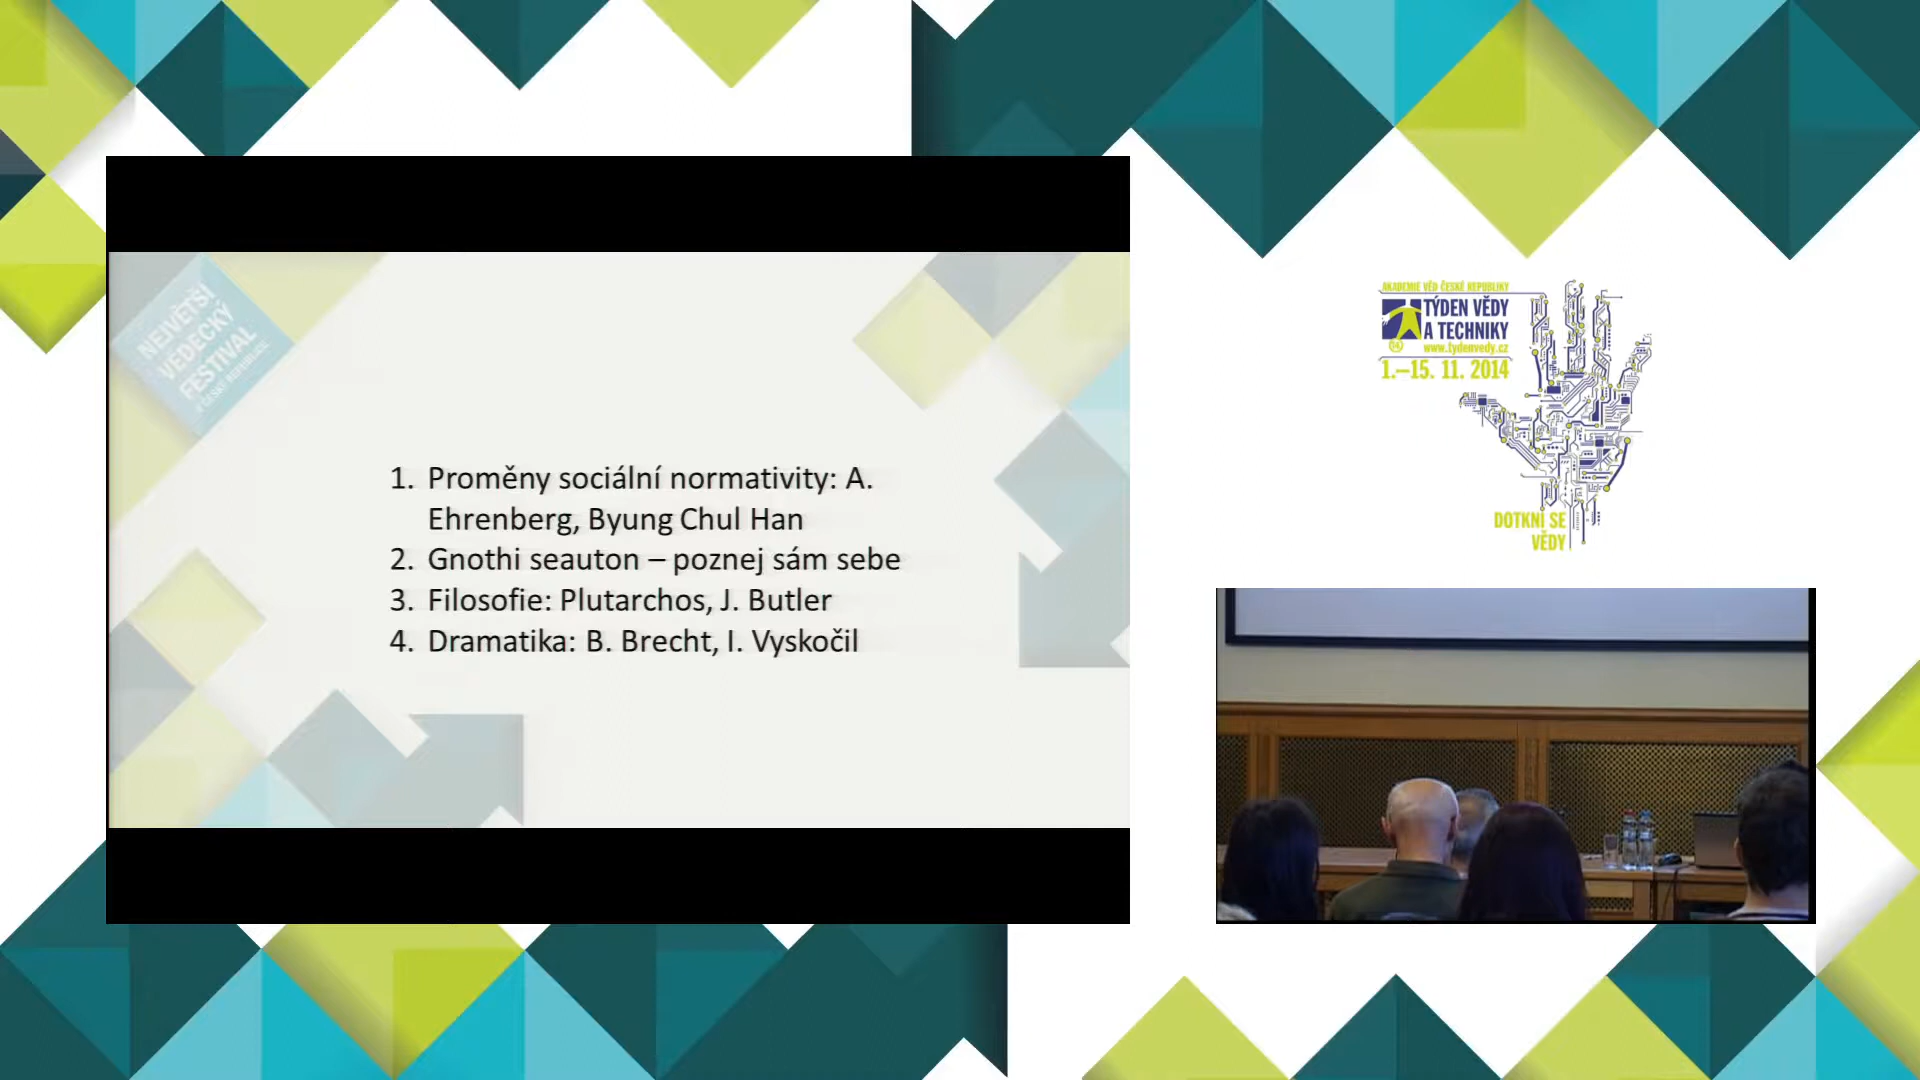 NEJVĚTŠÍ
VĚDECKÝ
FESTIVAL
V ČESKÉ REPUBLICE
1. Proměny sociální normativity: A.
Ehrenberg, Byung Chul Han
2. Gnothi seauton – poznej sám sebe
3. Filosofie: Plutarchos, J. Butler
4. Dramatika: B. Brecht, I. Vyskočil
AKADEMIE VĚD ČESKÉ REPUBLIKY
TÝDEN VĚDY
A TECHNIKY
www.tydenvedy.cz
1.–15. 11. 2014
DOTKNI SE
VĚDY